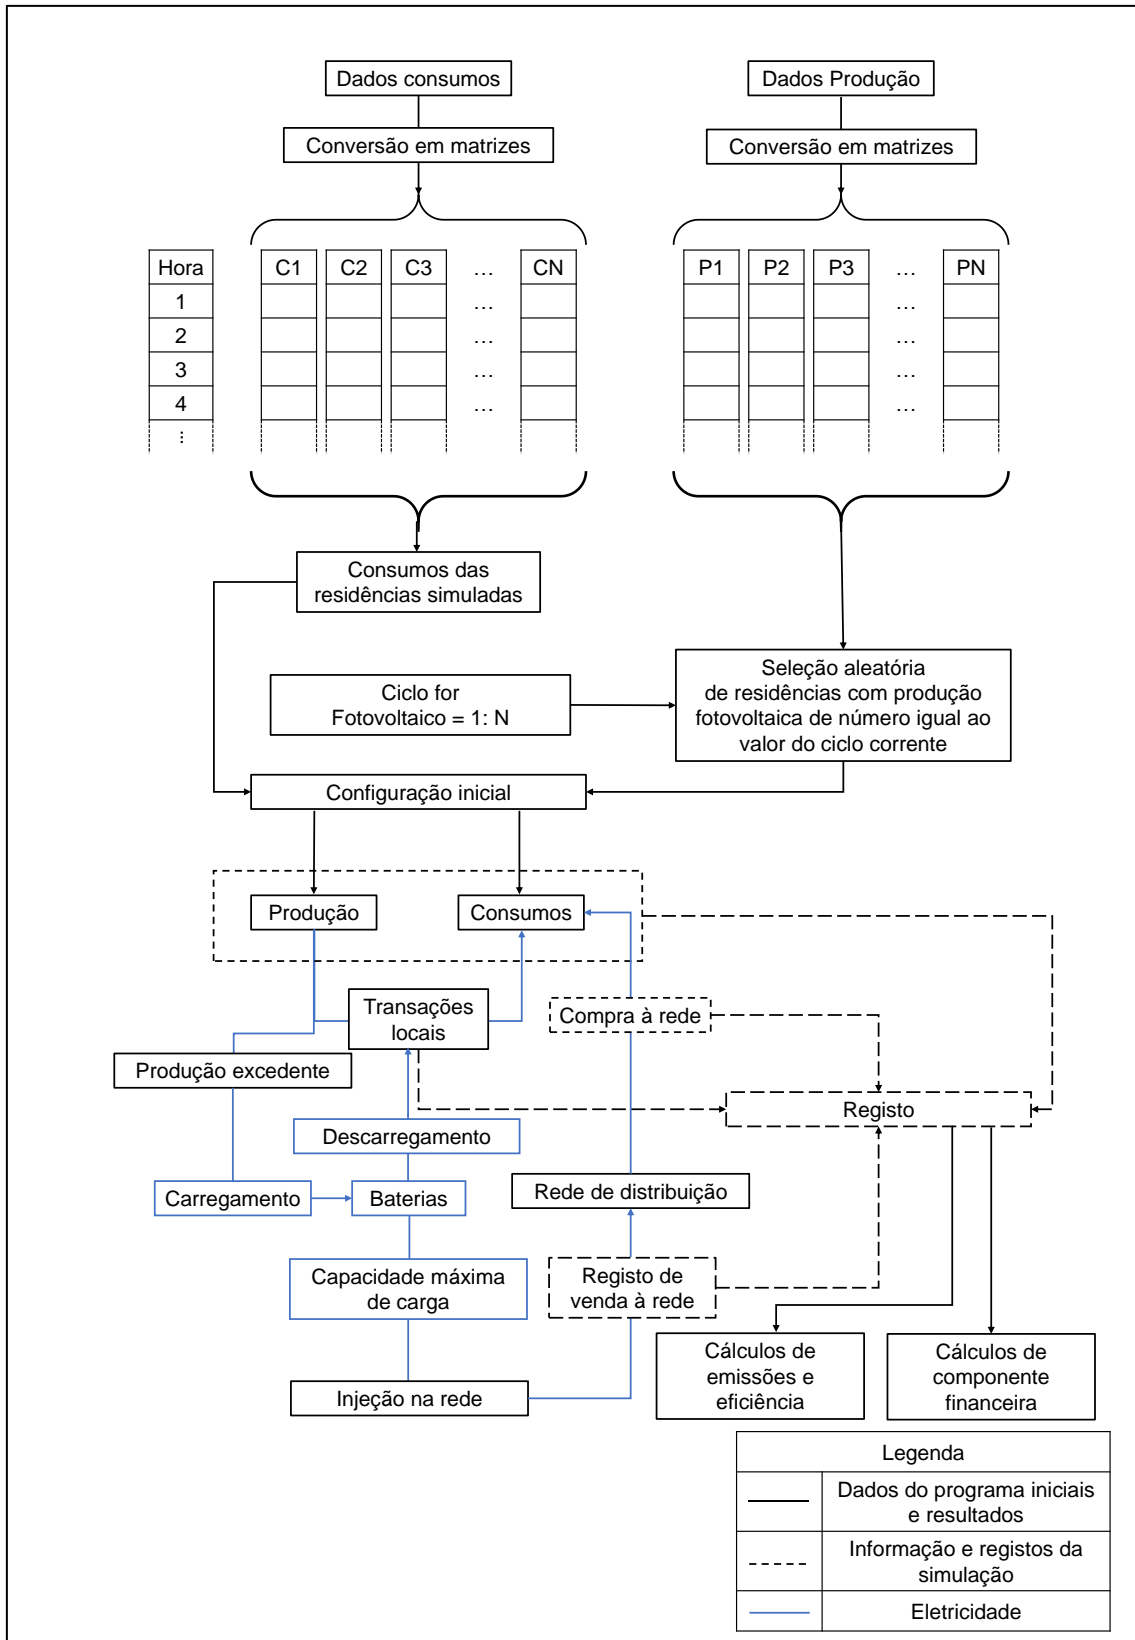 Dados consumos
Dados Produção
Conversão em matrizes
Conversão em matrizes
Hora C1 C2 C3 … CN P1 P2 P3 … PN
1 … …
2 … …
3 … …
4 … …
⋮
Consumos das
residências simuladas
Ciclo for
Fotovoltaico = 1: N
Seleção aleatória
de residências com produção
fotovoltaica de número igual ao
valor do ciclo corrente
Configuração inicial
Produção
Consumos
Transações
locais
Compra à rede
Produção excedente
Registo
Descarregamento
Carregamento
Baterias
Rede de distribuição
Capacidade máxima
de carga
Registo de
venda à rede
Injeção na rede
Cálculos de
emissões e
eficiência
Cálculos de
componente
financeira
Legenda
Dados do programa iniciais
e resultados
Informação e registos da
simulação
Eletricidade